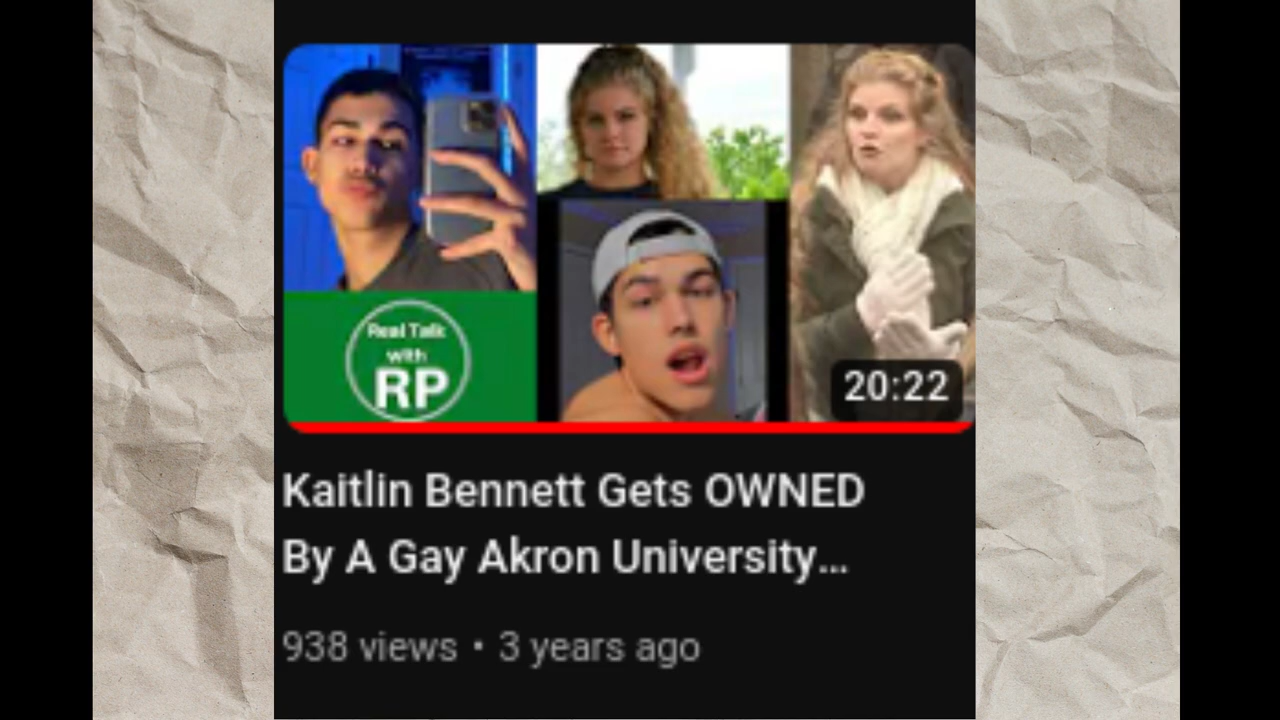 Real Talk
with
RP
20:22
Kaitlin Bennett Gets OWNED
By A Gay Akron University...
938 views • 3 years ago